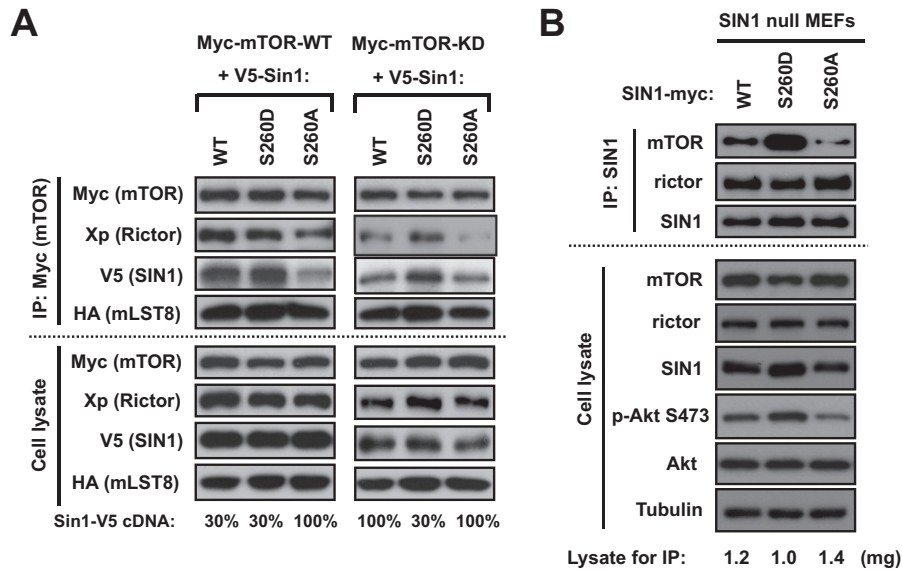 A
Myc-mTOR-WT
+ V5-Sin1:
Myc-mTOR-KD
+ V5-Sin1:
WT
S260D
S260A
WT
S260D
S260A
IP: Myc (mTOR)
Myc (mTOR)
Xp (Rictor)
V5 (SIN1)
HA (mLST8)
Cell lysate
Myc (mTOR)
Xp (Rictor)
V5 (SIN1)
HA (mLST8)
Sin1-V5 cDNA: 30% 30% 100% 100% 30% 100%
B
SIN1 null MEFs
SIN1-myc:
WT
S260D
S260A
IP: SIN1
mTOR
rictor
SIN1
Cell lysate
mTOR
rictor
SIN1
p-Akt S473
Akt
Tubulin
Lysate for IP: 1.2 1.0 1.4 (mg)